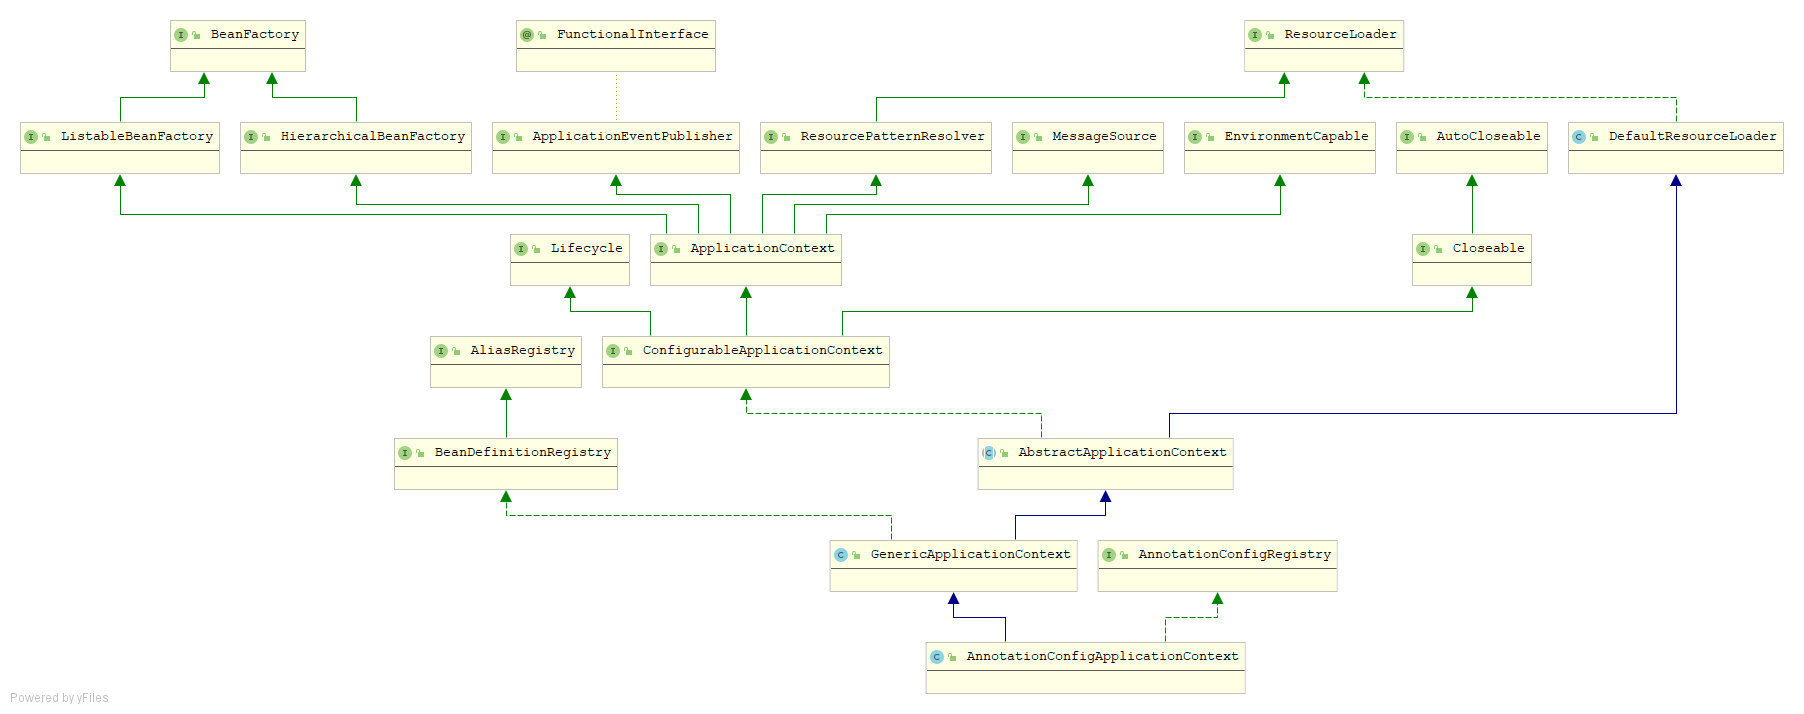 BeanFactory
FunctionalInterface
ResourceLoader
ListableBeanFactory
HierarchicalBeanFactory
ApplicationEventPublisher
ResourcePatternResolver
MessageSource
EnvironmentCapable
AutoCloseable
DefaultResourceLoader
Lifecycle
ApplicationContext
Closeable
AliasRegistry
ConfigurableApplicationContext
BeanDefinitionRegistry
AbstractApplicationContext
GenericApplicationContext
AnnotationConfigRegistry
AnnotationConfigApplicationContext
Powered by yFiles